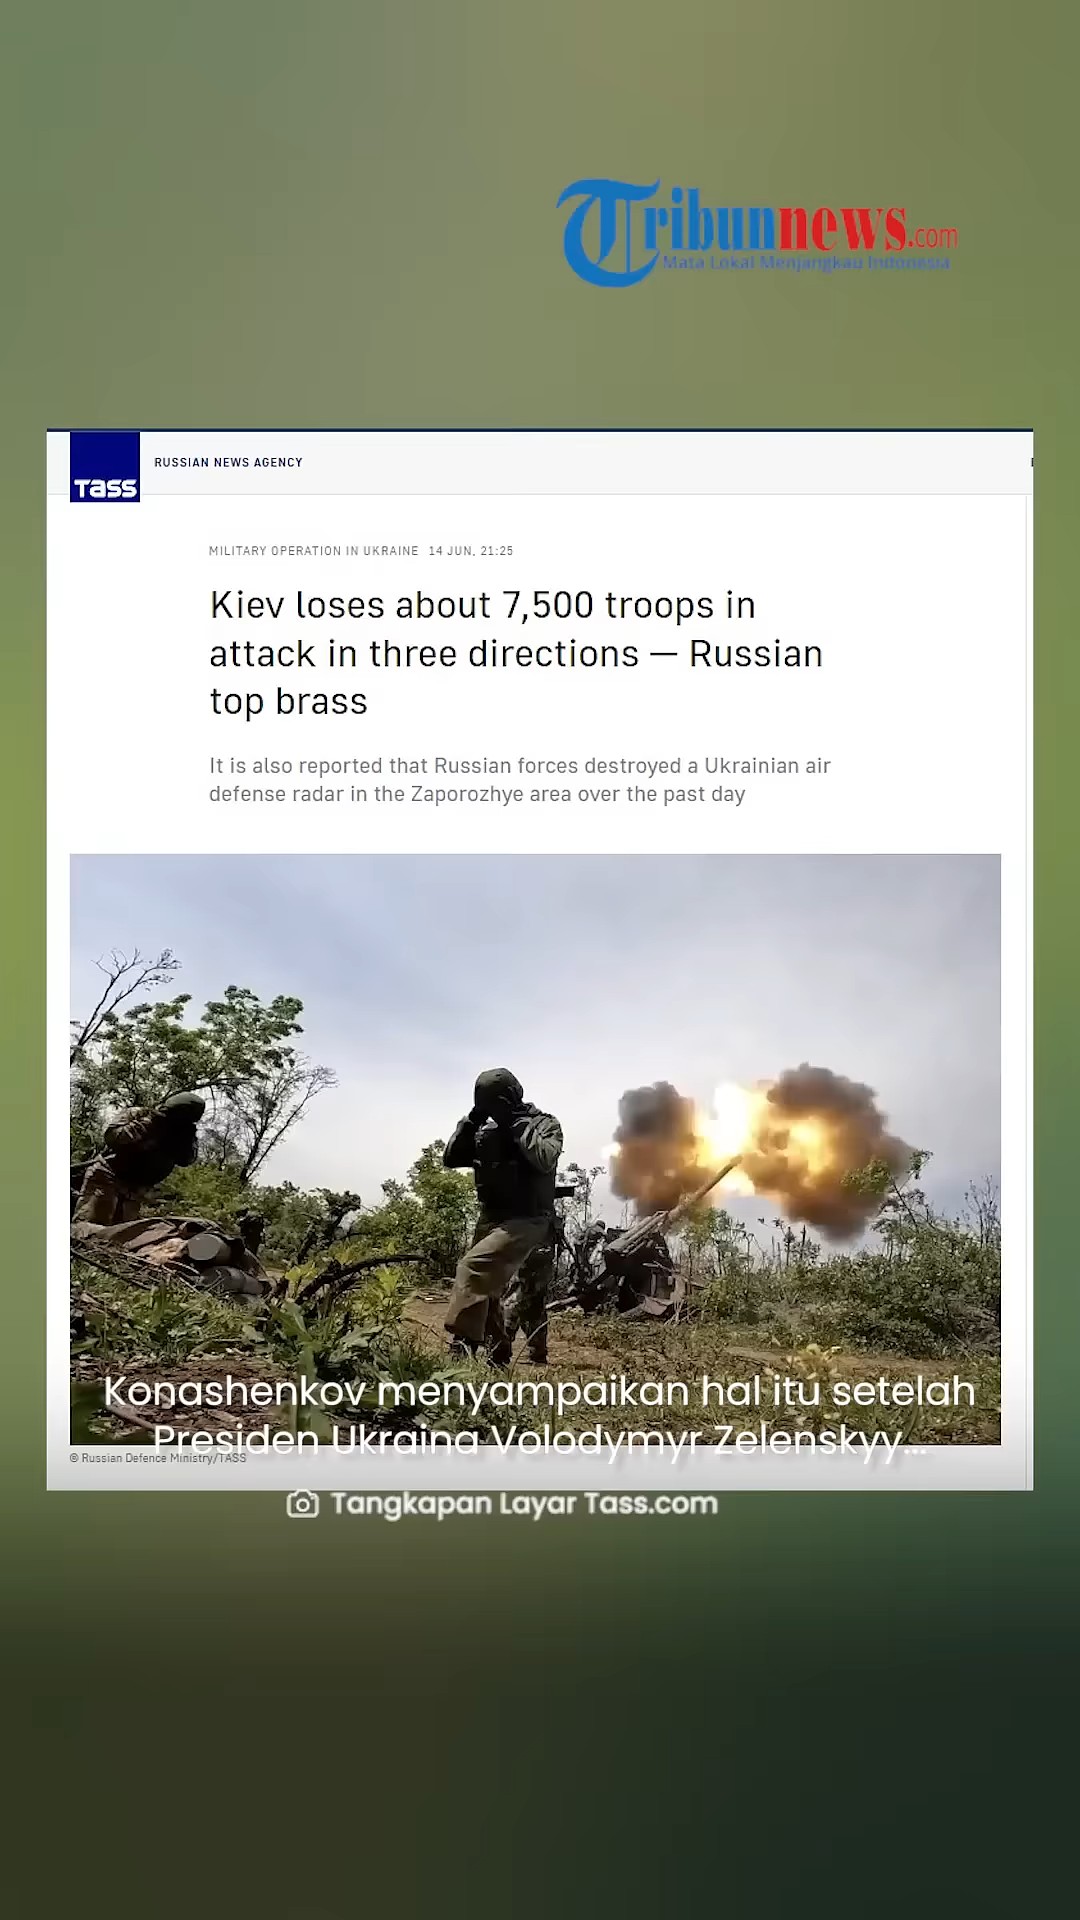 Tribunnews.com
Mata Lokal Menjangkau Indonesia
TASS
RUSSIAN NEWS AGENCY
MILITARY OPERATION IN UKRAINE 14 JUN, 21:25
Kiev loses about 7,500 troops in
attack in three directions — Russian
top brass
It is also reported that Russian forces destroyed a Ukrainian air
defense radar in the Zaporozhye area over the past day
Konashenkov menyampaikan hal itu setelah
Presiden Ukraina Volodymyr Zelenskyy...
© Russian Defence Ministry/TASS
Tangkapan Layar Tass.com